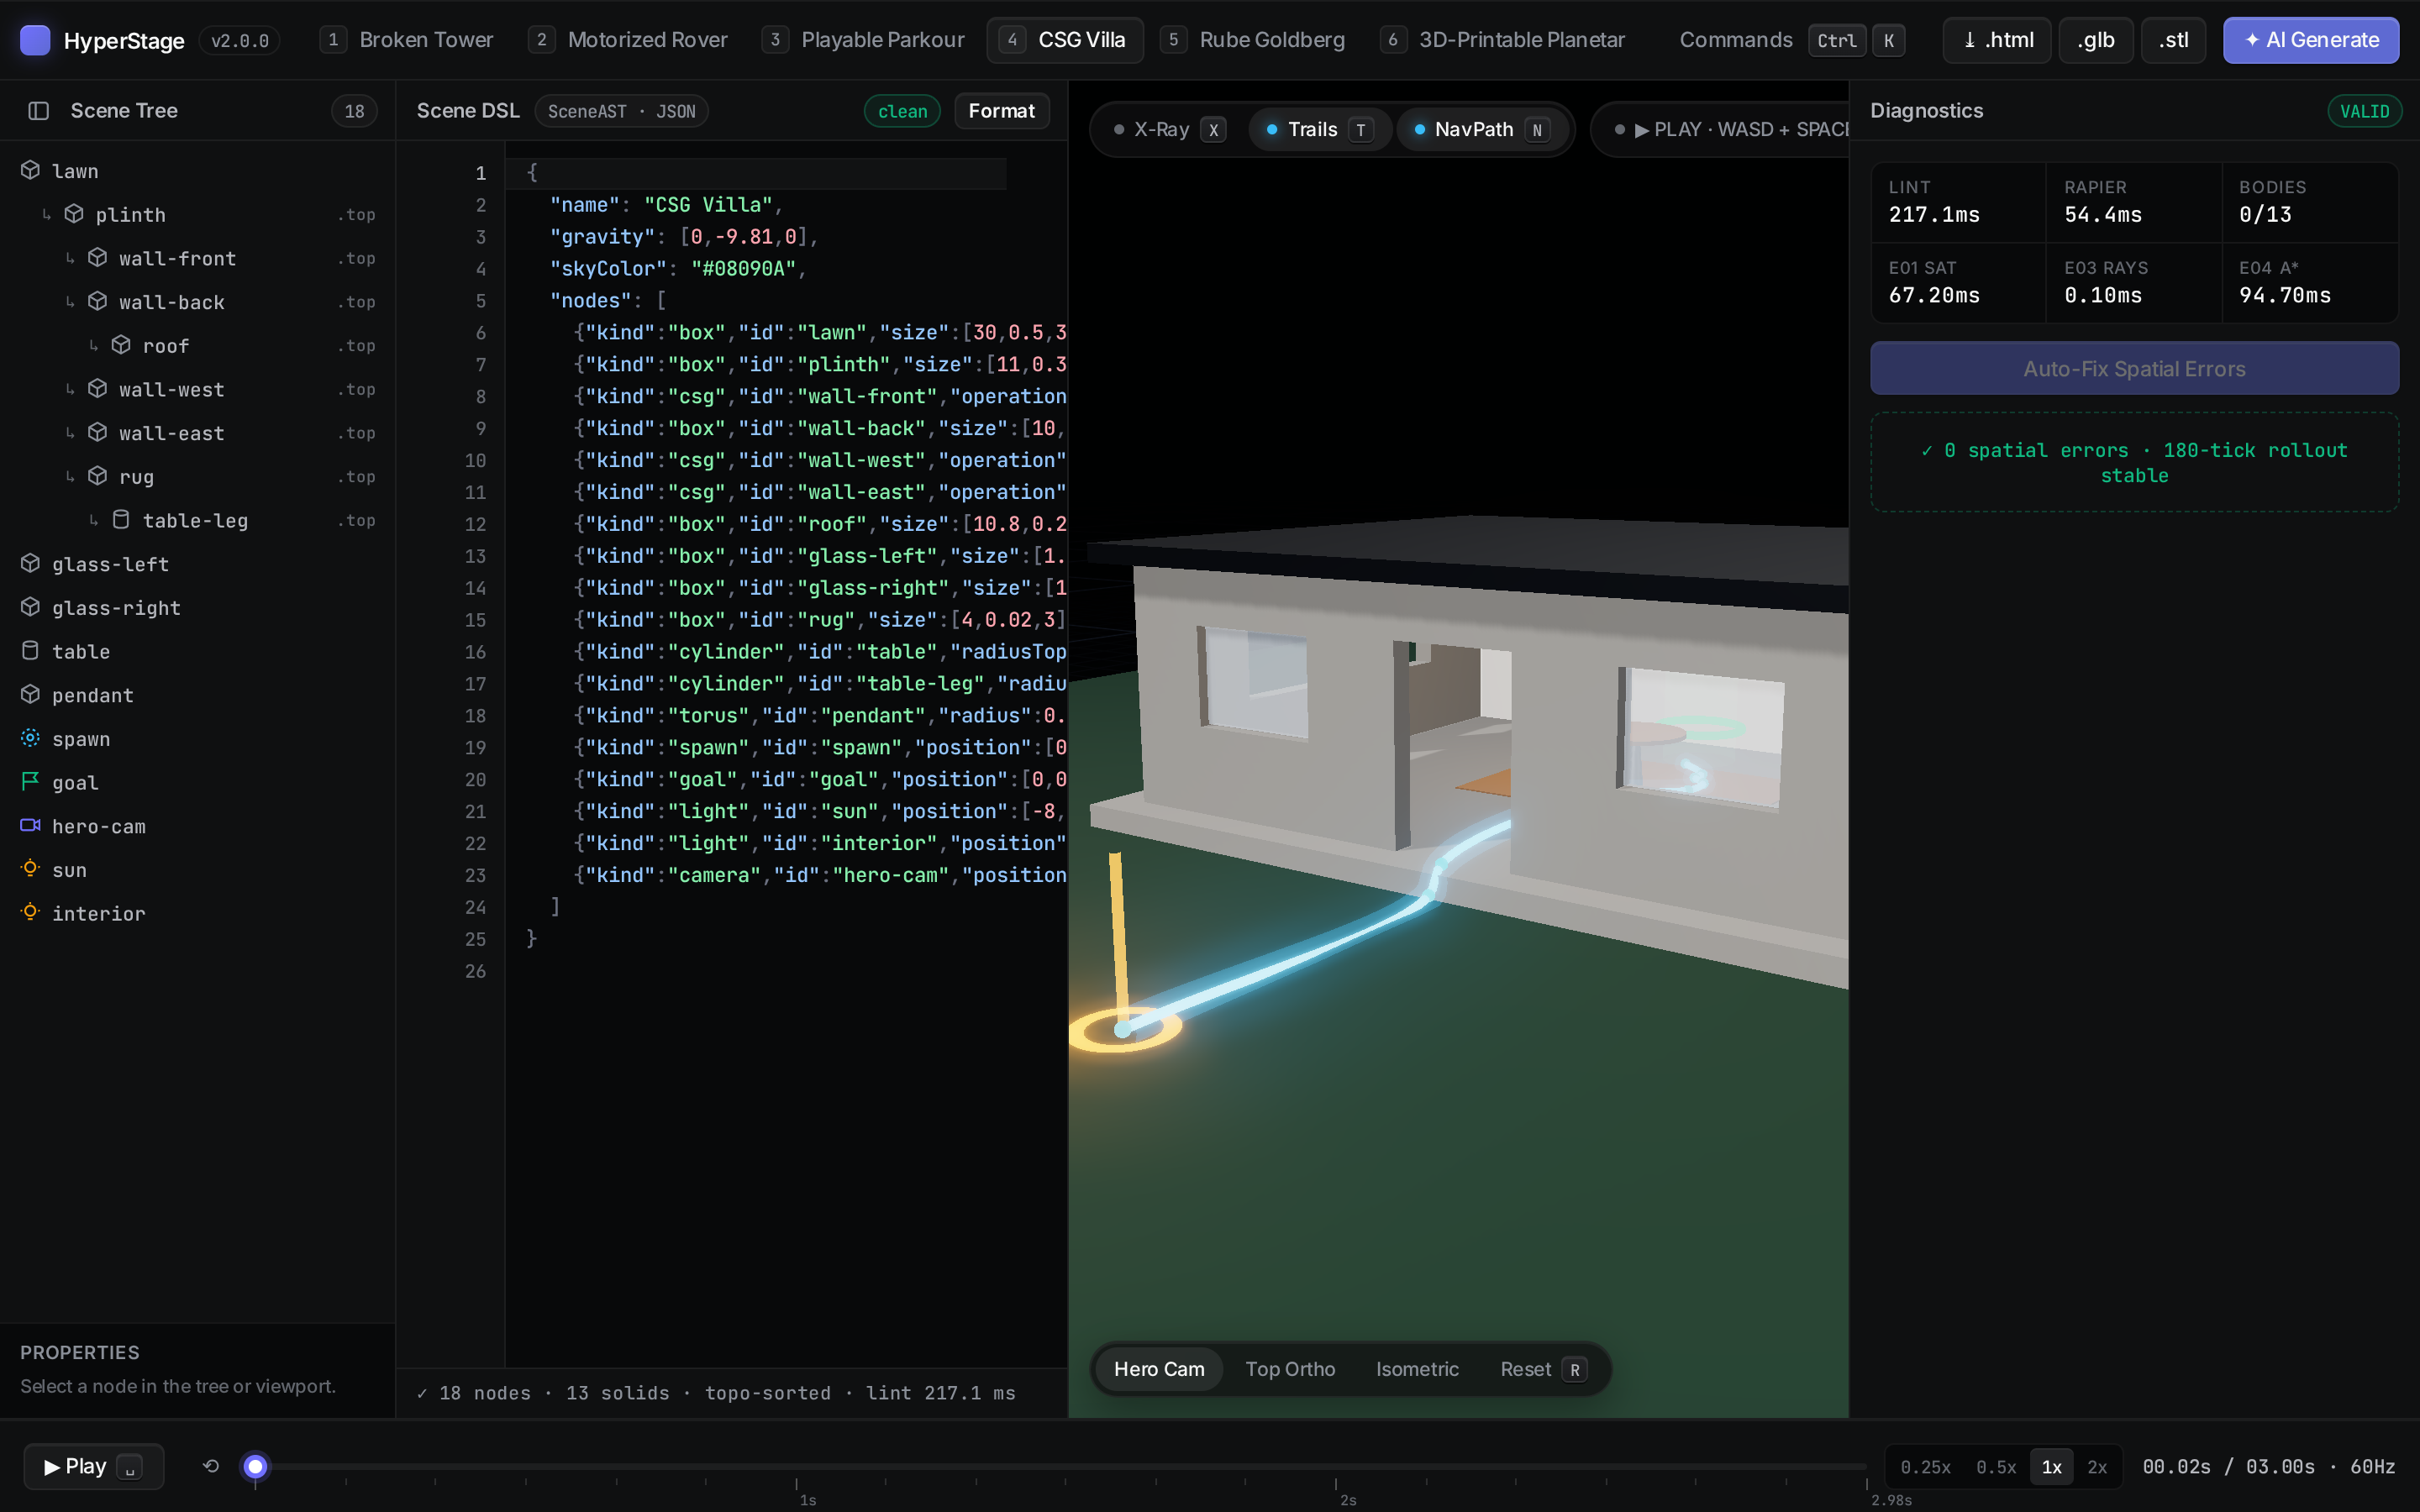 HyperStage v2.0.0 1 Broken Tower 2 Motorized Rover 3 Playable Parkour 4 CSG Villa 5 Rube Goldberg 6 3D-Printable Planetar Commands Ctrl K ⤓ .html .glb .stl ✦ AI Generate
Scene Tree 18
lawn
↳ plinth .top
↳ wall-front .top
↳ wall-back .top
↳ roof .top
↳ wall-west .top
↳ wall-east .top
↳ rug .top
↳ table-leg .top
glass-left
glass-right
table
pendant
spawn
goal
hero-cam
sun
interior
PROPERTIES
Select a node in the tree or viewport.
Scene DSL SceneAST · JSON clean Format
1 {
2 "name": "CSG Villa",
3 "gravity": [0,-9.81,0],
4 "skyColor": "#08090A",
5 "nodes": [
6 {"kind":"box","id":"lawn","size":[30,0.5,3
7 {"kind":"box","id":"plinth","size":[11,0.3
8 {"kind":"csg","id":"wall-front","operation
9 {"kind":"box","id":"wall-back","size":[10,
10 {"kind":"csg","id":"wall-west","operation"
11 {"kind":"csg","id":"wall-east","operation"
12 {"kind":"box","id":"roof","size":[10.8,0.2
13 {"kind":"box","id":"glass-left","size":[1.
14 {"kind":"box","id":"glass-right","size":[1
15 {"kind":"box","id":"rug","size":[4,0.02,3]
16 {"kind":"cylinder","id":"table","radiusTop
17 {"kind":"cylinder","id":"table-leg","radiu
18 {"kind":"torus","id":"pendant","radius":0.
19 {"kind":"spawn","id":"spawn","position":[0
20 {"kind":"goal","id":"goal","position":[0,0
21 {"kind":"light","id":"sun","position":[-8,
22 {"kind":"light","id":"interior","position"
23 {"kind":"camera","id":"hero-cam","position
24 ]
25 }
26
✓ 18 nodes · 13 solids · topo-sorted · lint 217.1 ms
X-Ray X Trails T NavPath N ▶ PLAY · WASD + SPACE
Hero Cam Top Ortho Isometric Reset R
Diagnostics VALID
LINT RAPIER BODIES
217.1ms 54.4ms 0/13
E01 SAT E03 RAYS E04 A*
67.20ms 0.10ms 94.70ms
Auto-Fix Spatial Errors
✓ 0 spatial errors · 180-tick rollout
stable
▶ Play ␣ ⟲ 0.25x 0.5x 1x 2x 00.02s / 03.00s · 60Hz
1s 2s 2.98s